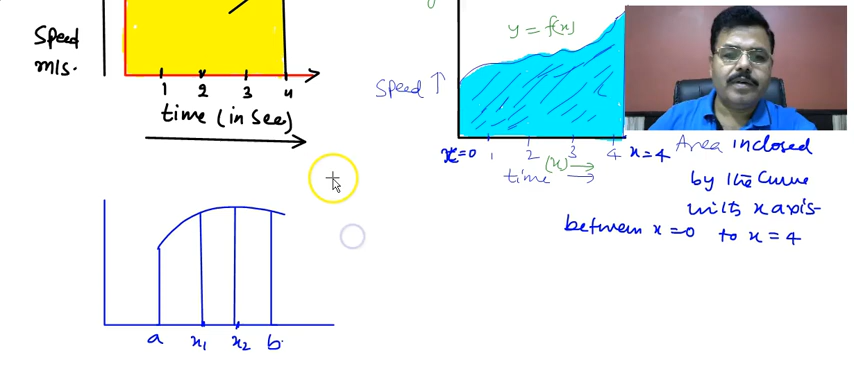 Speed
m/s.
1 2 3 4
time (in See)
y = f(x)
Speed ↑
x=0 1 2 3 4 x=4
(x) →
time →
Area inclosed
by the Curve
with x axis
between x=0 to x=4
a x1 x2 b